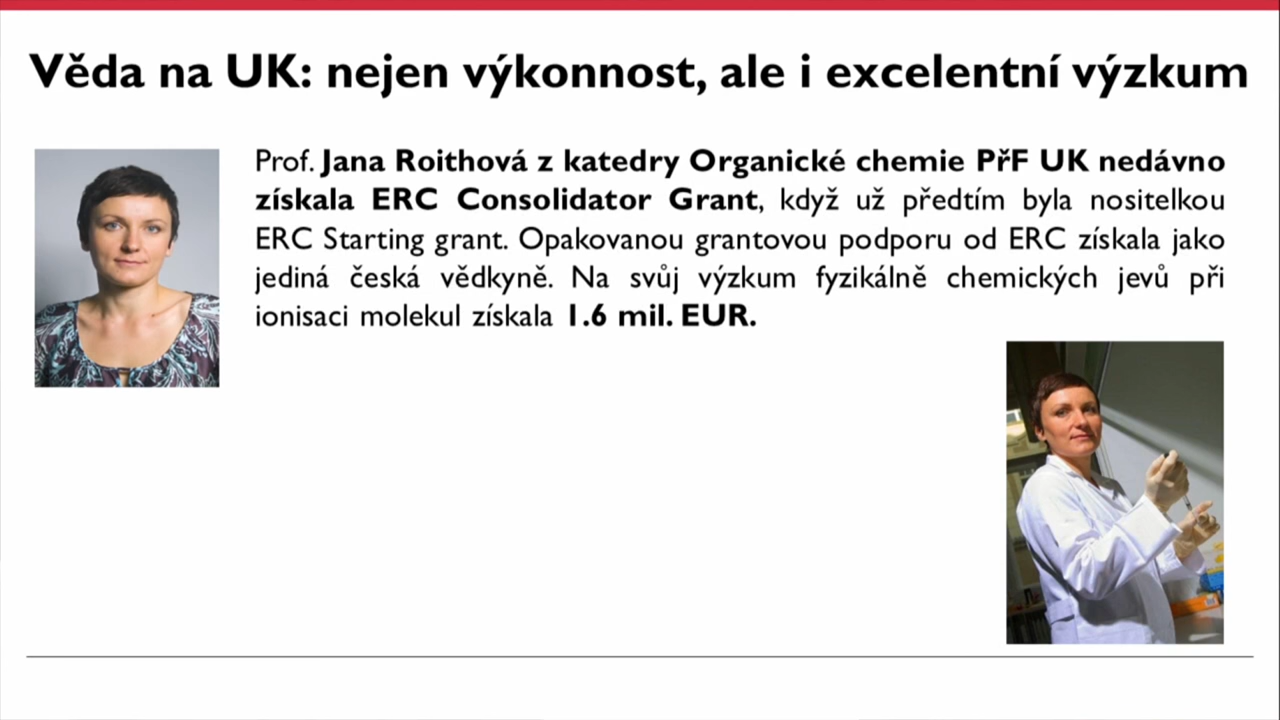 Věda na UK: nejen výkonnost, ale i excelentní výzkum
Prof. Jana Roithová z katedry Organické chemie PřF UK nedávno
získala ERC Consolidator Grant, když už předtím byla nositelkou
ERC Starting grant. Opakovanou grantovou podporu od ERC získala jako
jediná česká vědkyně. Na svůj výzkum fyzikálně chemických jevů při
ionisaci molekul získala 1.6 mil. EUR.